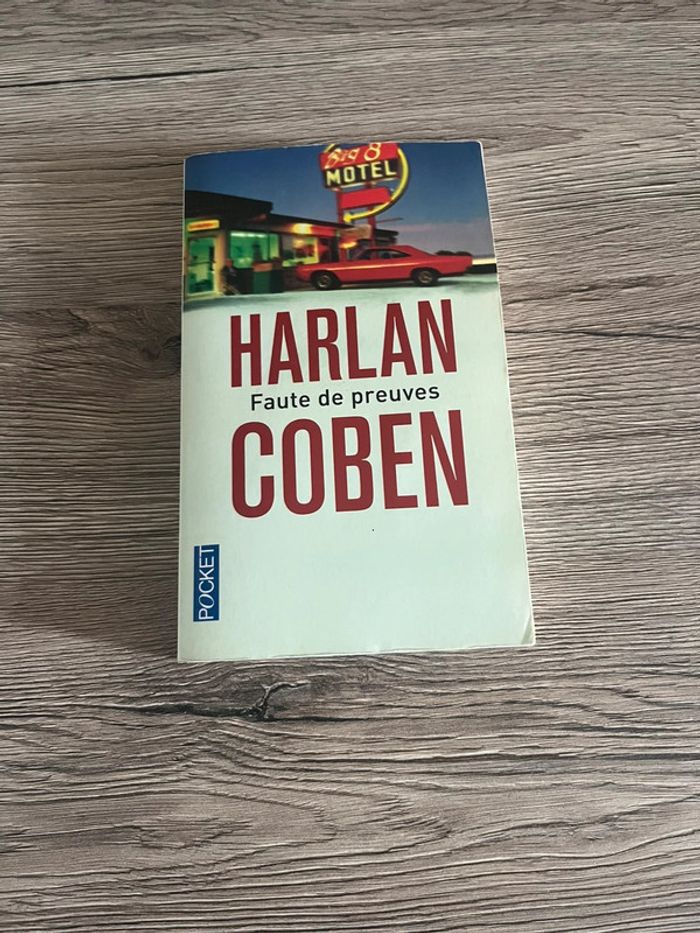 Big 8
MOTEL
HARLAN
Faute de preuves
COBEN
POCKET